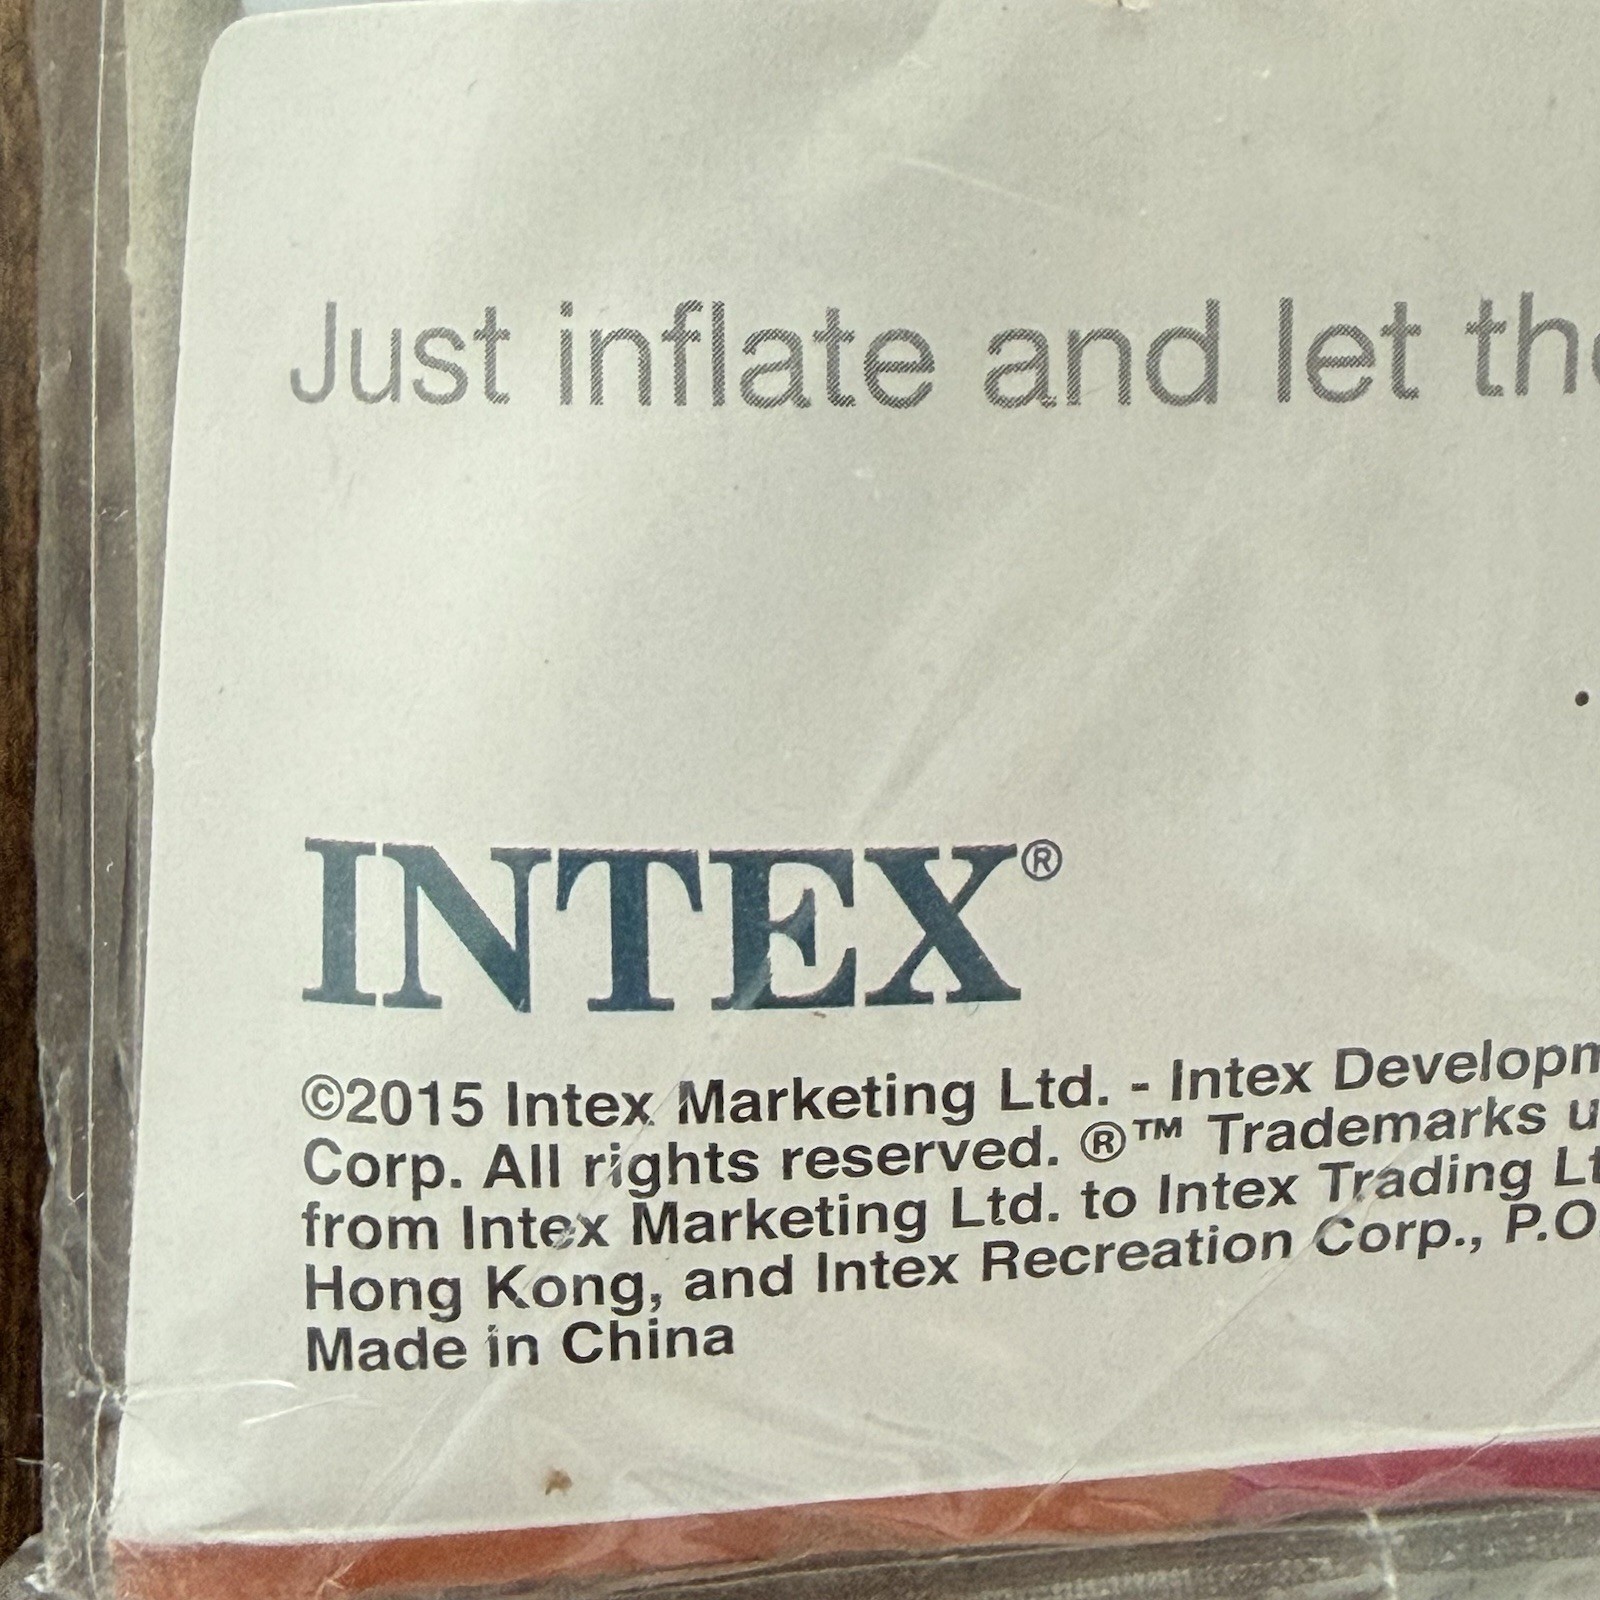 Just inflate and let
INTEX®
©2015 Intex Marketing Ltd. - Intex
Corp. All rights reserved. ®™ Trademarks
from Intex Marketing Ltd. to Intex Trading
Hong Kong, and Intex Recreation Corp.,
Made in China